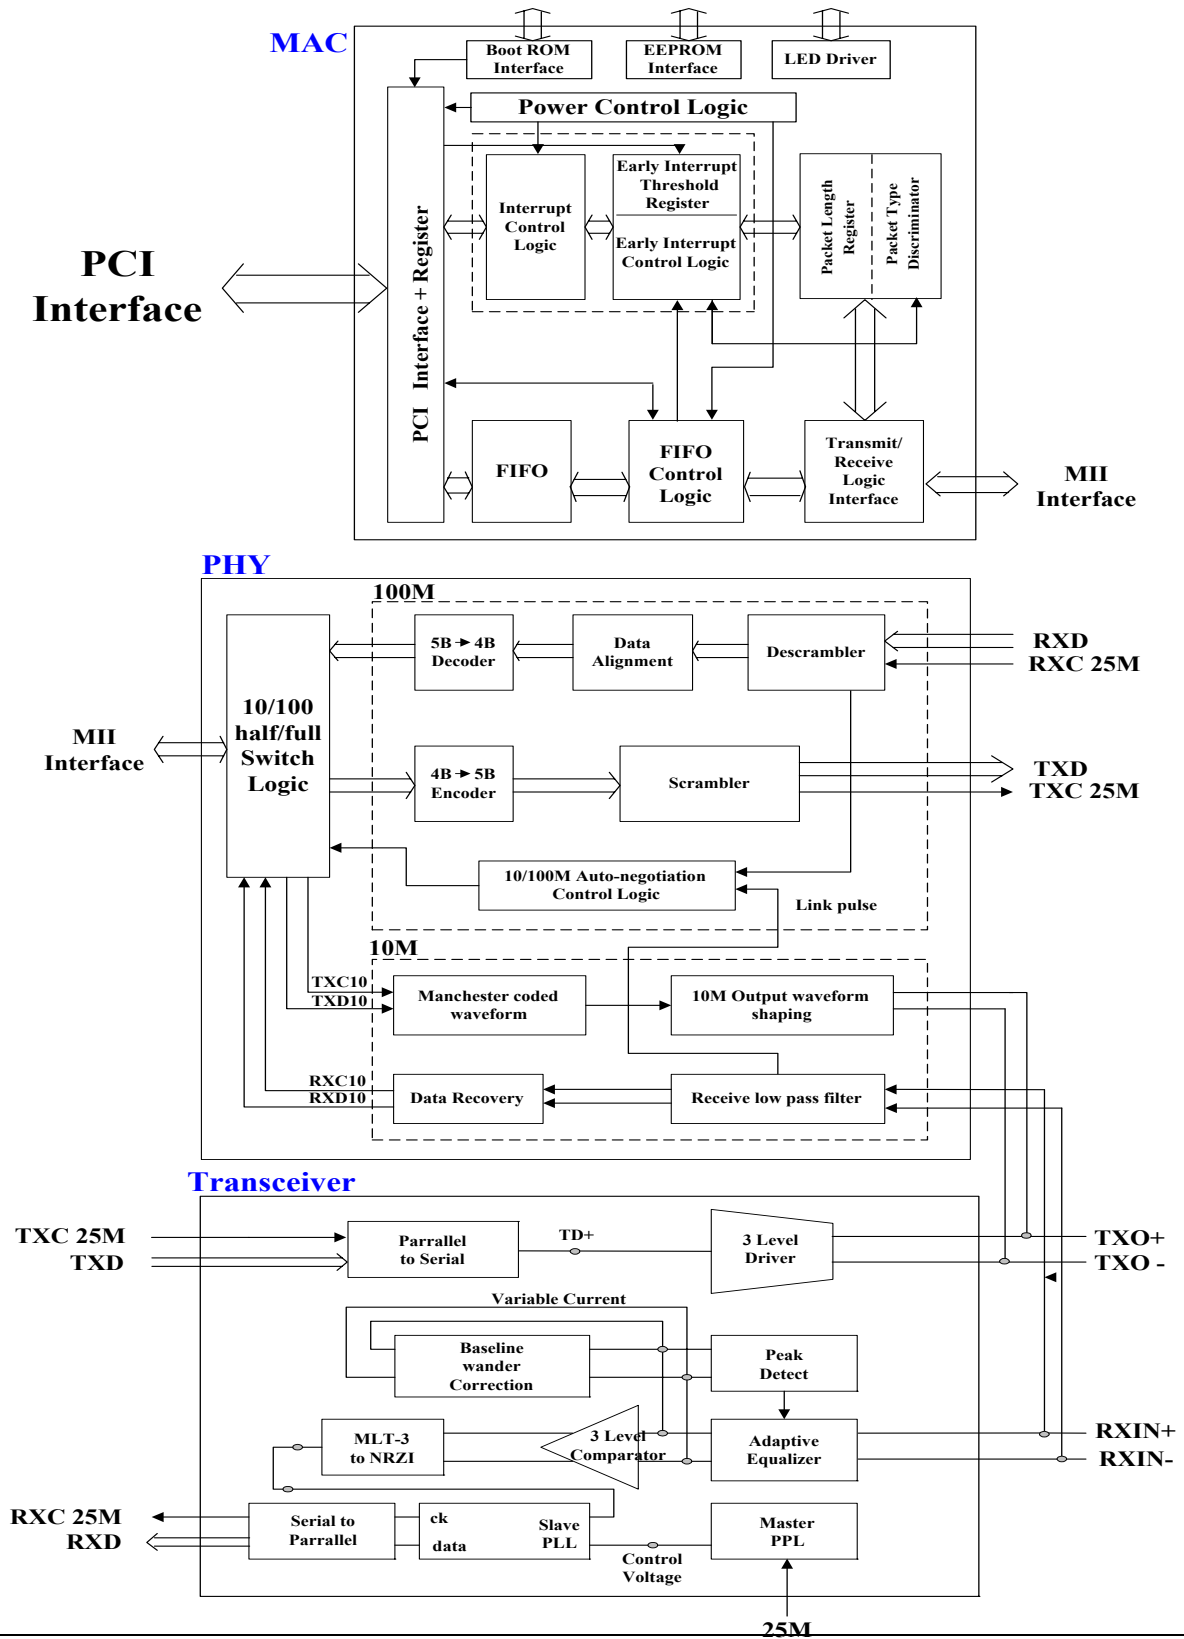 MAC
Boot ROM
Interface
EEPROM
Interface
LED Driver
Power Control Logic
PCI Interface + Register
Interrupt
Control
Logic
Early Interrupt
Threshold
Register
Early Interrupt
Control Logic
Packet Length
Register
Packet Type
Discriminator
PCI
Interface
FIFO
FIFO
Control
Logic
Transmit/
Receive
Logic
Interface
MII
Interface
PHY
100M
10/100
half/full
Switch
Logic
5B → 4B
Decoder
Data
Alignment
Descrambler
RXD
RXC 25M
MII
Interface
4B → 5B
Encoder
Scrambler
TXD
TXC 25M
10/100M Auto-negotiation
Control Logic
Link pulse
10M
TXC10
TXD10
Manchester coded
waveform
10M Output waveform
shaping
RXC10
RXD10
Data Recovery
Receive low pass filter
Transceiver
TXC 25M
TXD
Parrallel
to Serial
TD+
3 Level
Driver
TXO+
TXO -
Variable Current
Baseline
wander
Correction
Peak
Detect
MLT-3
to NRZI
3 Level
Comparator
Adaptive
Equalizer
RXIN+
RXIN-
RXC 25M
RXD
Serial to
Parrallel
ck
data
Slave
PLL
Control
Voltage
Master
PPL
25M